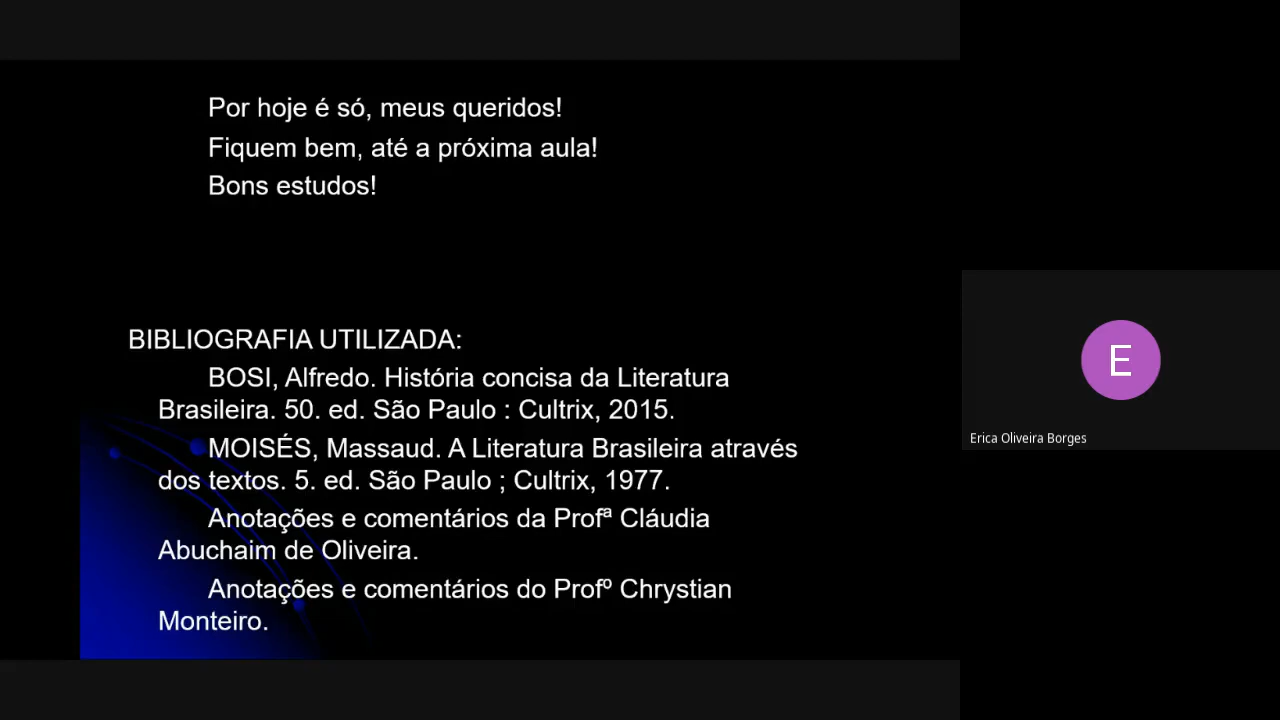 Por hoje é só, meus queridos!
Fiquem bem, até a próxima aula!
Bons estudos!
BIBLIOGRAFIA UTILIZADA:
BOSI, Alfredo. História concisa da Literatura
Brasileira. 50. ed. São Paulo : Cultrix, 2015.
MOISÉS, Massaud. A Literatura Brasileira através
dos textos. 5. ed. São Paulo ; Cultrix, 1977.
Anotações e comentários da Profª Cláudia
Abuchaim de Oliveira.
Anotações e comentários do Profº Chrystian
Monteiro.
E
Erica Oliveira Borges